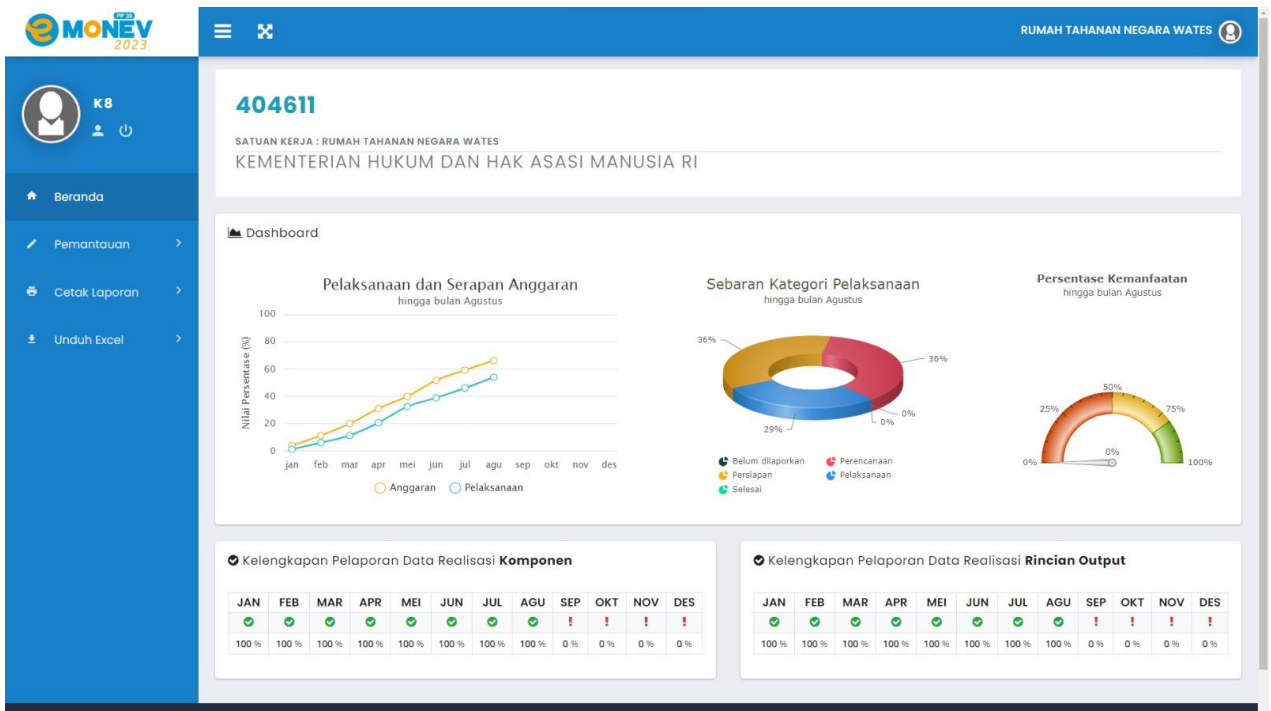 PP 39
e MONEV
2023
RUMAH TAHANAN NEGARA WATES
K8
Beranda
Pemantauan
Cetak Laporan
Unduh Excel
404611
SATUAN KERJA : RUMAH TAHANAN NEGARA WATES
KEMENTERIAN HUKUM DAN HAK ASASI MANUSIA RI
Dashboard
Pelaksanaan dan Serapan Anggaran
hingga bulan Agustus
Nilai Persentase (%)
100
80
60
40
20
0
jan feb mar apr mei jun jul agu sep okt nov des
Anggaran Pelaksanaan
Sebaran Kategori Pelaksanaan
hingga bulan Agustus
36%
36%
0%
0%
29%
Belum dilaporkan Perencanaan
Persiapan Pelaksanaan
Selesai
Persentase Kemanfaatan
hingga bulan Agustus
50%
25% 75%
0%
0% 100%
Kelengkapan Pelaporan Data Realisasi Komponen
JAN FEB MAR APR MEI JUN JUL AGU SEP OKT NOV DES
! ! ! !
100 % 100 % 100 % 100 % 100 % 100 % 100 % 100 % 0 % 0 % 0 % 0 %
Kelengkapan Pelaporan Data Realisasi Rincian Output
JAN FEB MAR APR MEI JUN JUL AGU SEP OKT NOV DES
! ! ! !
100 % 100 % 100 % 100 % 100 % 100 % 100 % 100 % 0 % 0 % 0 % 0 %